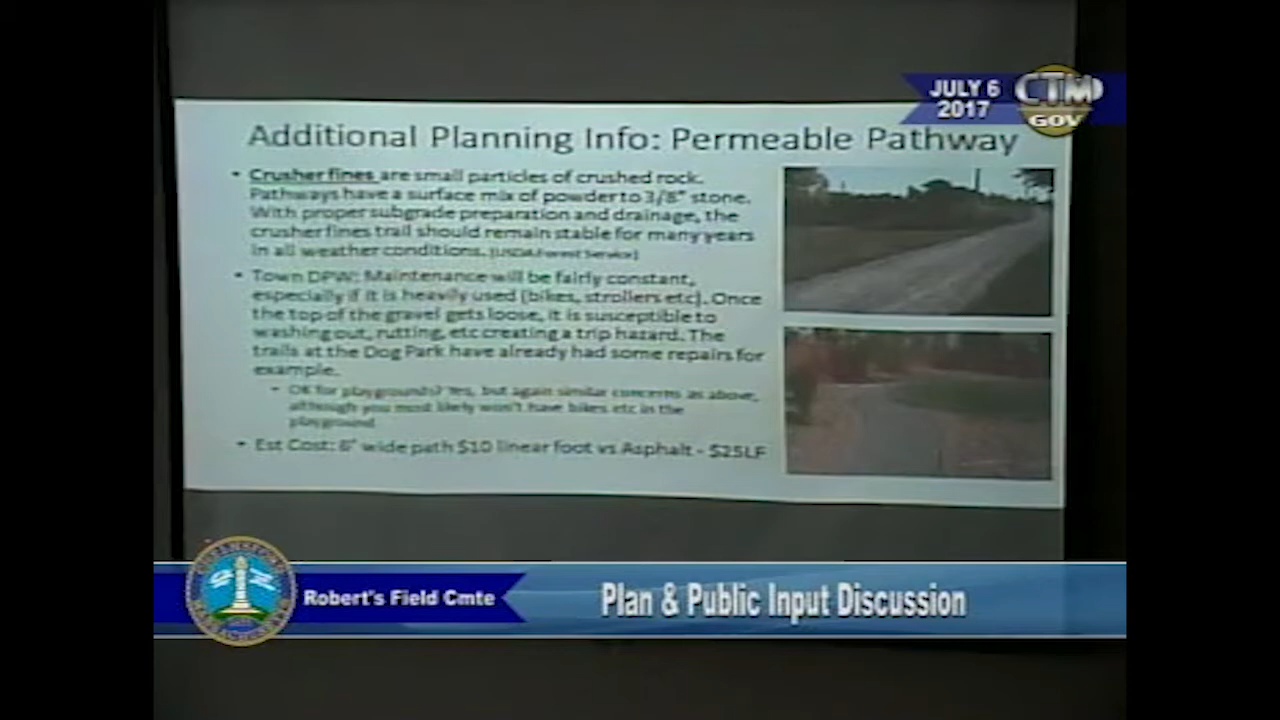 JULY 6
2017
CTM
GOV
Additional Planning Info: Permeable Pathway
• Crusher fines are small particles of crushed rock.
Pathways have a surface mix of powder to 3/8" stone.
With proper subgrade preparation and drainage, the
crusher fines trail should remain stable for many years
in all weather conditions. (USDA Forest Service)
• Town DPW: Maintenance will be fairly constant,
especially if it is heavily used (bikes, strollers etc). Once
the top of the gravel gets loose, it is susceptible to
washing out, rutting, etc creating a trip hazard. The
trails at the Dog Park have already had some repairs for
example.
• OK for playgrounds? Yes, but again similar concerns as above,
although you most likely won't have bikes etc in the
playground.
• Est Cost: 6' wide path $10 linear foot vs Asphalt - $25LF
Robert's Field Cmte
Plan & Public Input Discussion